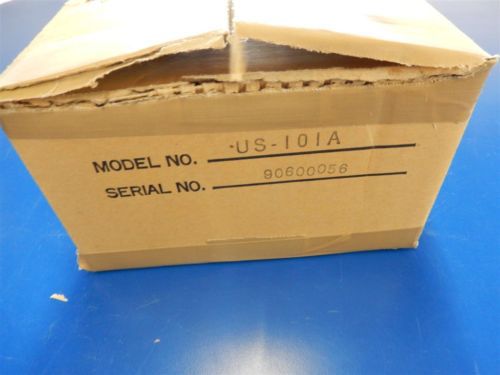 MODEL NO. US-101A
SERIAL NO. 90600056